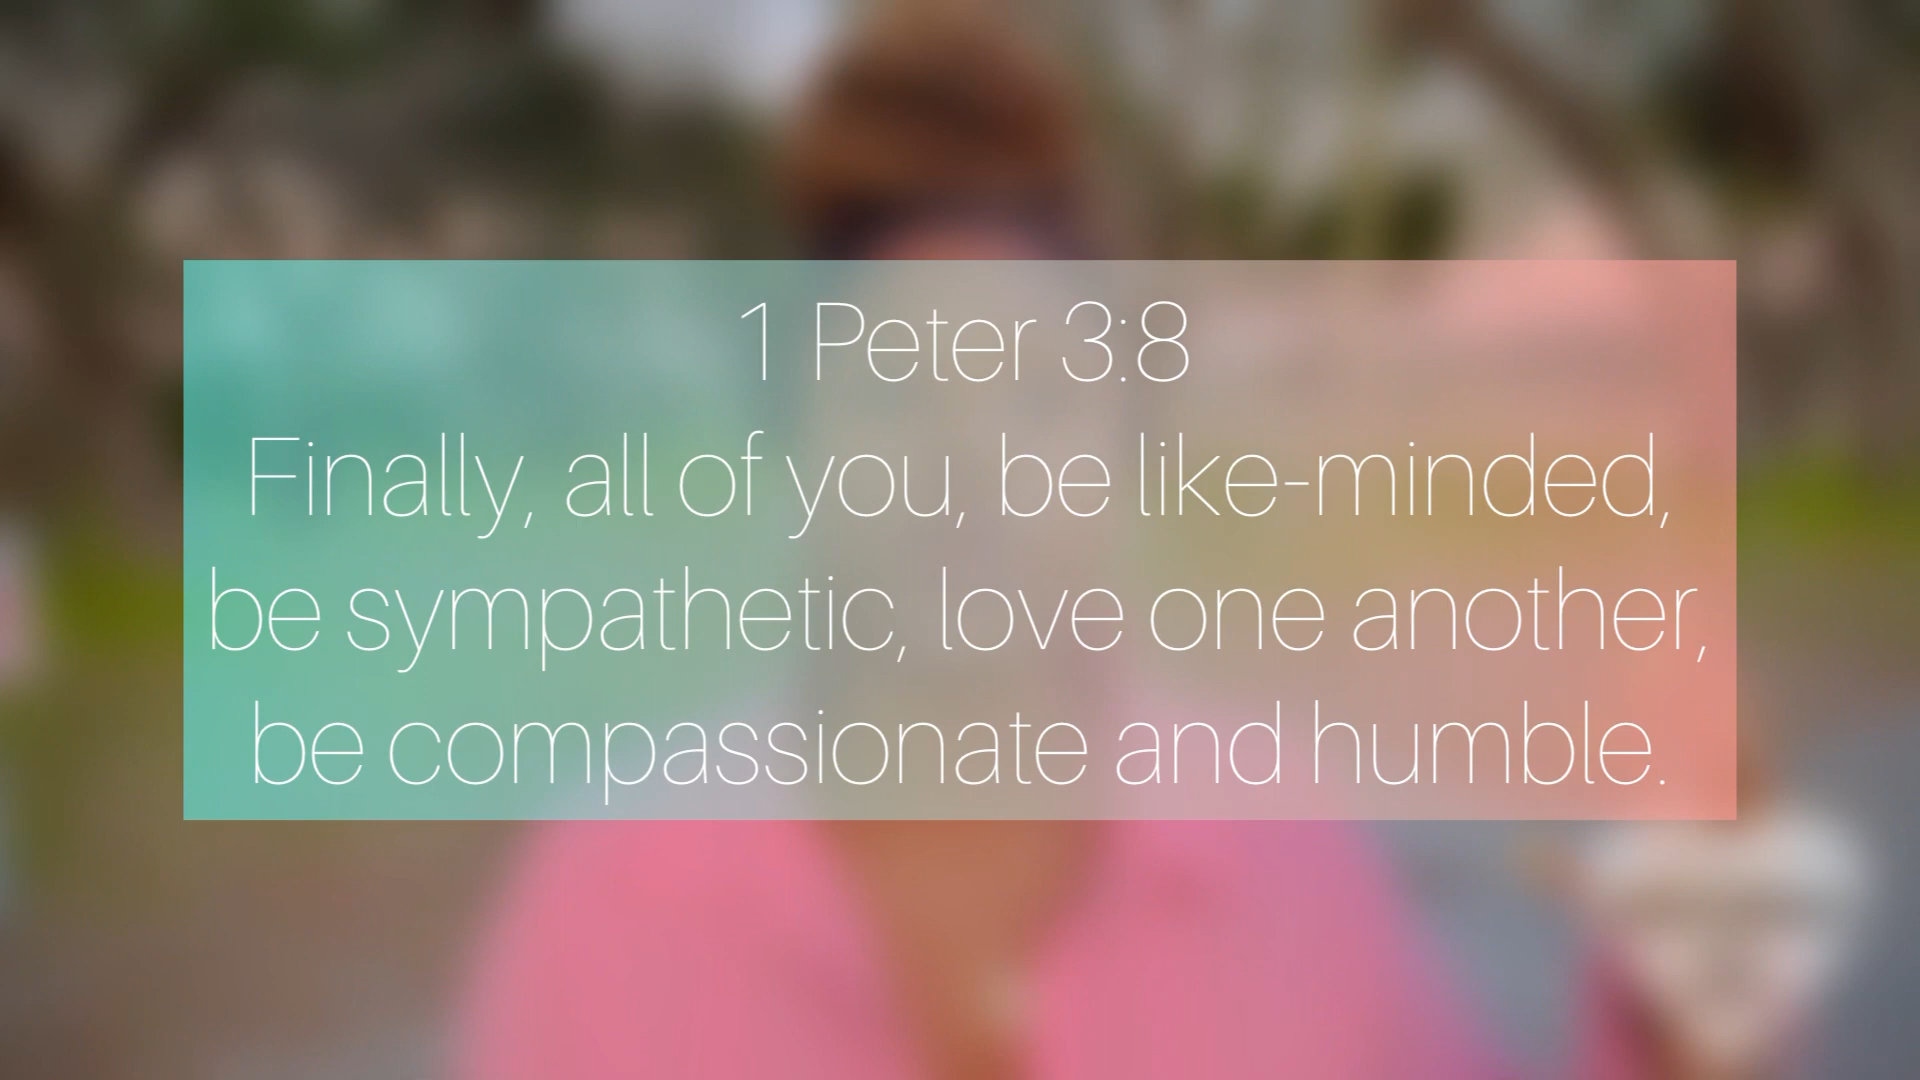 1 Peter 3:8
Finally, all of you, be like-minded,
be sympathetic, love one another,
be compassionate and humble.